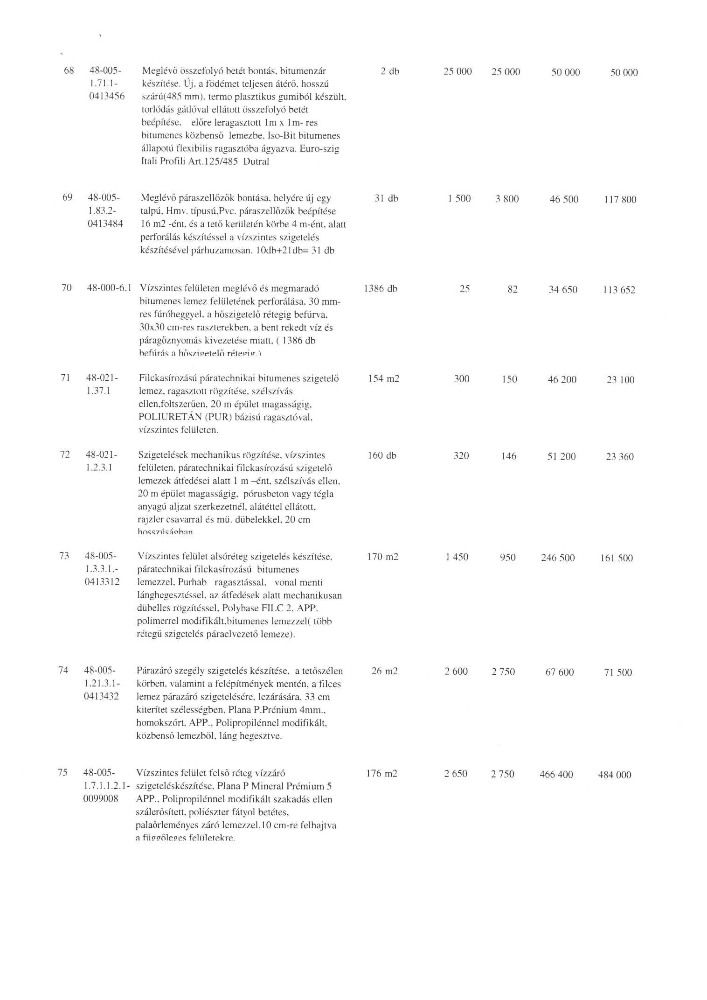 68 48-005- Meglévő összefolyó betét bontás, bitumenzár 2 db 25 000 25 000 50 000 50 000
1.71.1- készítése. Új, a födémet teljesen átérő, hosszú
0413456 szárú(485 mm), termo plasztikus gumiból készült,
torlódás gátlóval ellátott összefolyó betét
beépítése, előre leragasztott 1m x 1m- res
bitumenes közbenső lemezbe, Iso-Bit bitumenes
állapotú flexibilis ragasztóba ágyazva. Euro-szig
Itali Profili Art.125/485 Dutral
69 48-005- Meglévő páraszellőzők bontása, helyére új egy 31 db 1 500 3 800 46 500 117 800
1.83.2- talpú, Hmv. típusú,Pvc. páraszellőzők beépítése
0413484 16 m2 -ént, és a tető kerületén körbe 4 m-ént, alatt
perforálás készítéssel a vízszintes szigetelés
készítésével párhuzamosan. 10db+21db= 31 db
70 48-000-6.1 Vízszintes felületen meglévő és megmaradó 1386 db 25 82 34 650 113 652
bitumenes lemez felületének perforálása, 30 mm-
res fúróheggyel, a hőszigetelő rétegig befúrva,
30x30 cm-res raszterekben, a bent rekedt víz és
páragőznyomás kivezetése miatt, ( 1386 db
befúrás a hőszigetelő rétegig.)
71 48-021- Filckasírozású páratechnikai bitumenes szigetelő 154 m2 300 150 46 200 23 100
1.37.1 lemez, ragasztott rögzítése, szélszívás
ellen,foltszerűen, 20 m épület magasságig,
POLIURETÁN (PUR) bázisú ragasztóval,
vízszintes felületen.
72 48-021- Szigetelések mechanikus rögzítése, vízszintes 160 db 320 146 51 200 23 360
1.2.3.1 felületen, páratechnikai filckasírozású szigetelő
lemezek átfedései alatt 1 m –ént, szélszívás ellen,
20 m épület magasságig, pórusbeton vagy tégla
anyagú aljzat szerkezetnél, alátéttel ellátott,
rajzler csavarral és mü. dübelekkel, 20 cm
hosszúságban
73 48-005- Vízszintes felület alsóréteg szigetelés készítése, 170 m2 1 450 950 246 500 161 500
1.3.3.1.- páratechnikai filckasírozású bitumenes
0413312 lemezzel, Purhab ragasztással, vonal menti
lánghegesztéssel, az átfedések alatt mechanikusan
dübelles rögzítéssel, Polybase FILC 2, APP.
polimerrel modifikált,bitumenes lemezzel( több
rétegű szigetelés páraelvezető lemeze).
74 48-005- Párazáró szegély szigetelés készítése, a tetőszélen 26 m2 2 600 2 750 67 600 71 500
1.21.3.1- körben, valamint a felépítmények mentén, a filces
0413432 lemez párazáró szigetelésére, lezárására, 33 cm
kiterítet szélességben, Plana P.Prénium 4mm.,
homokszórt, APP., Polipropilénnel modifikált,
közbenső lemezből, láng hegesztve.
75 48-005- Vízszintes felület felső réteg vízzáró 176 m2 2 650 2 750 466 400 484 000
1.7.1.1.2.1- szigeteléskészítése, Plana P Mineral Prémium 5
0099008 APP., Polipropilénnel modifikált szakadás ellen
szálerősített, poliészter fátyol betétes,
palaőrleményes záró lemezzel,10 cm-re felhajtva
a függőleges felületekre.